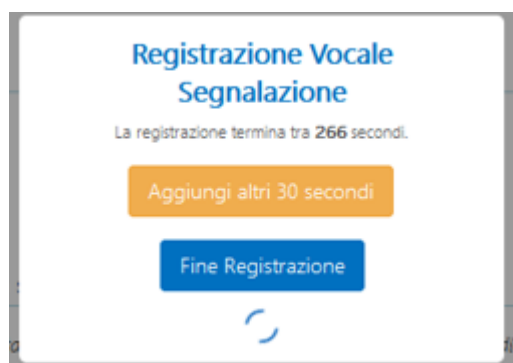 Registrazione Vocale
Segnalazione
La registrazione termina tra 266 secondi.
Aggiungi altri 30 secondi
Fine Registrazione